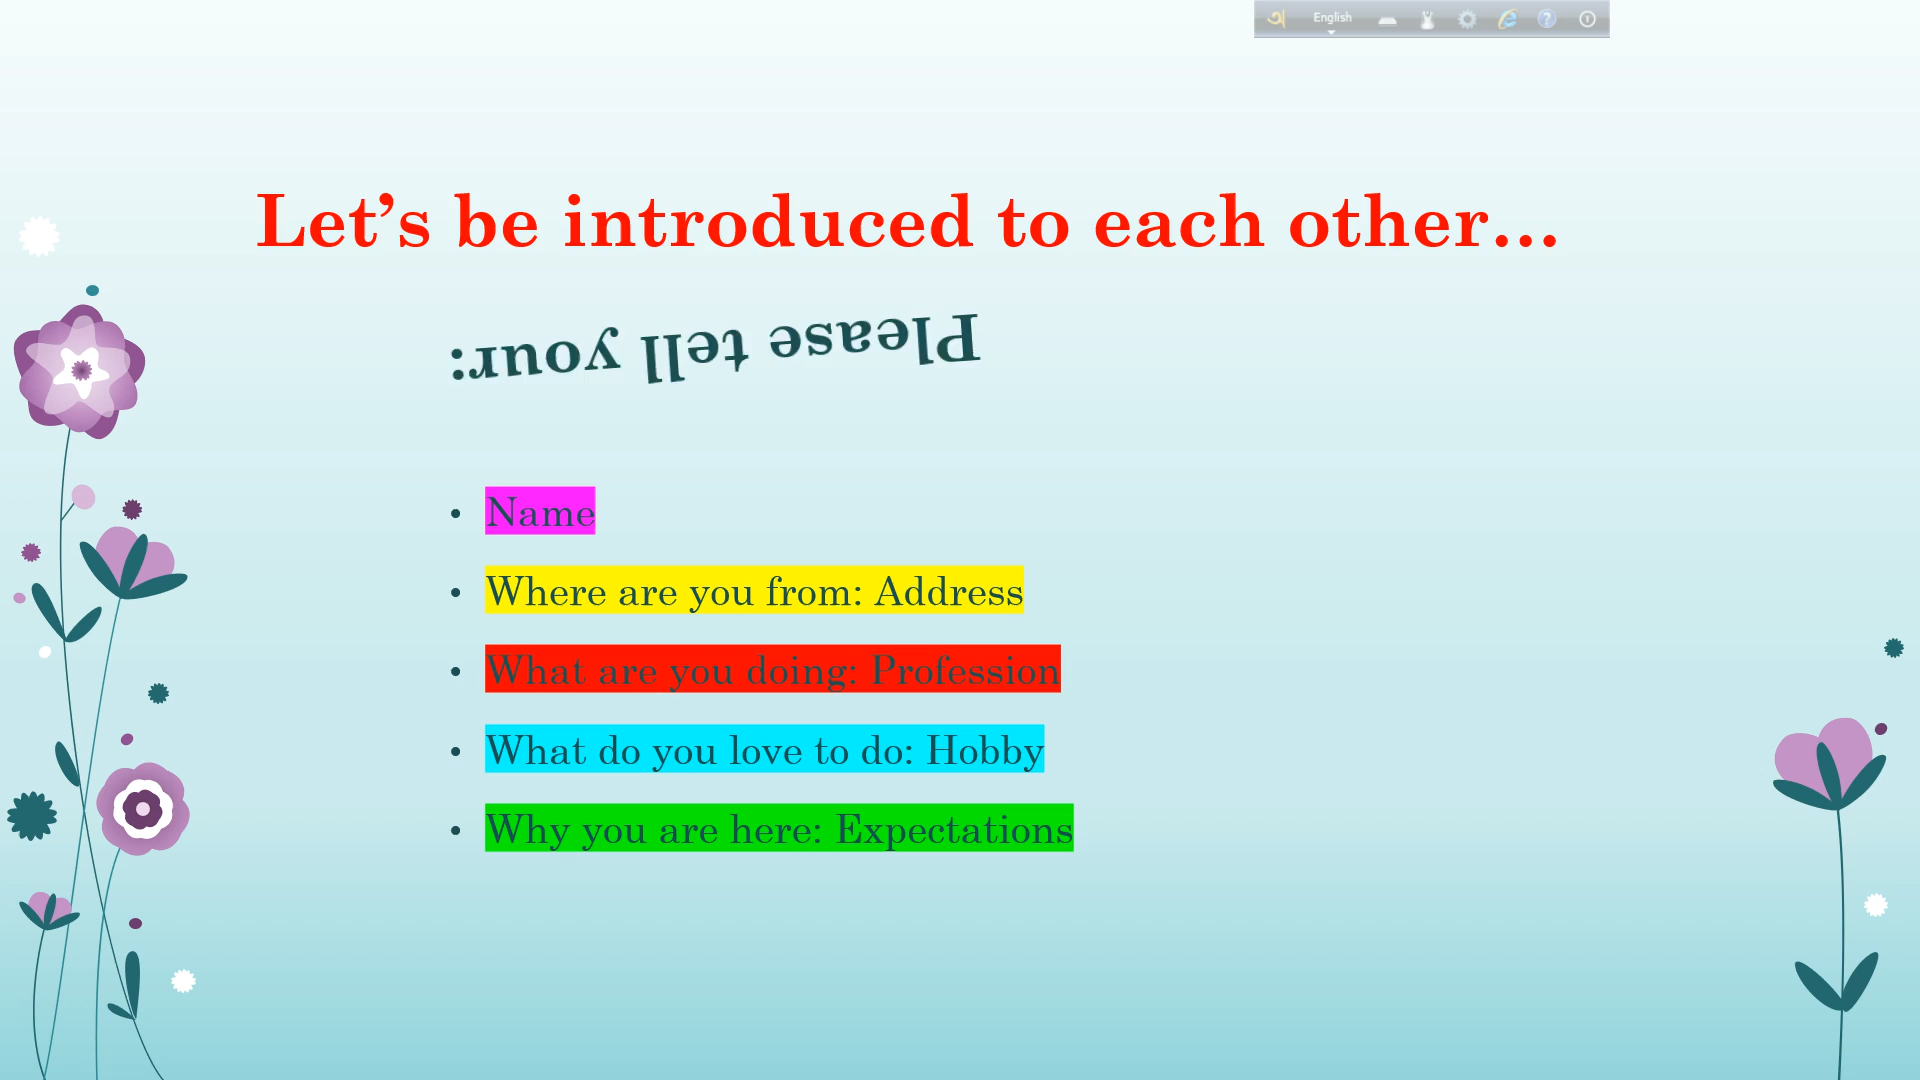 অ English
Let’s be introduced to each other…
Please tell your:
• Name
• Where are you from: Address
• What are you doing: Profession
• What do you love to do: Hobby
• Why you are here: Expectations